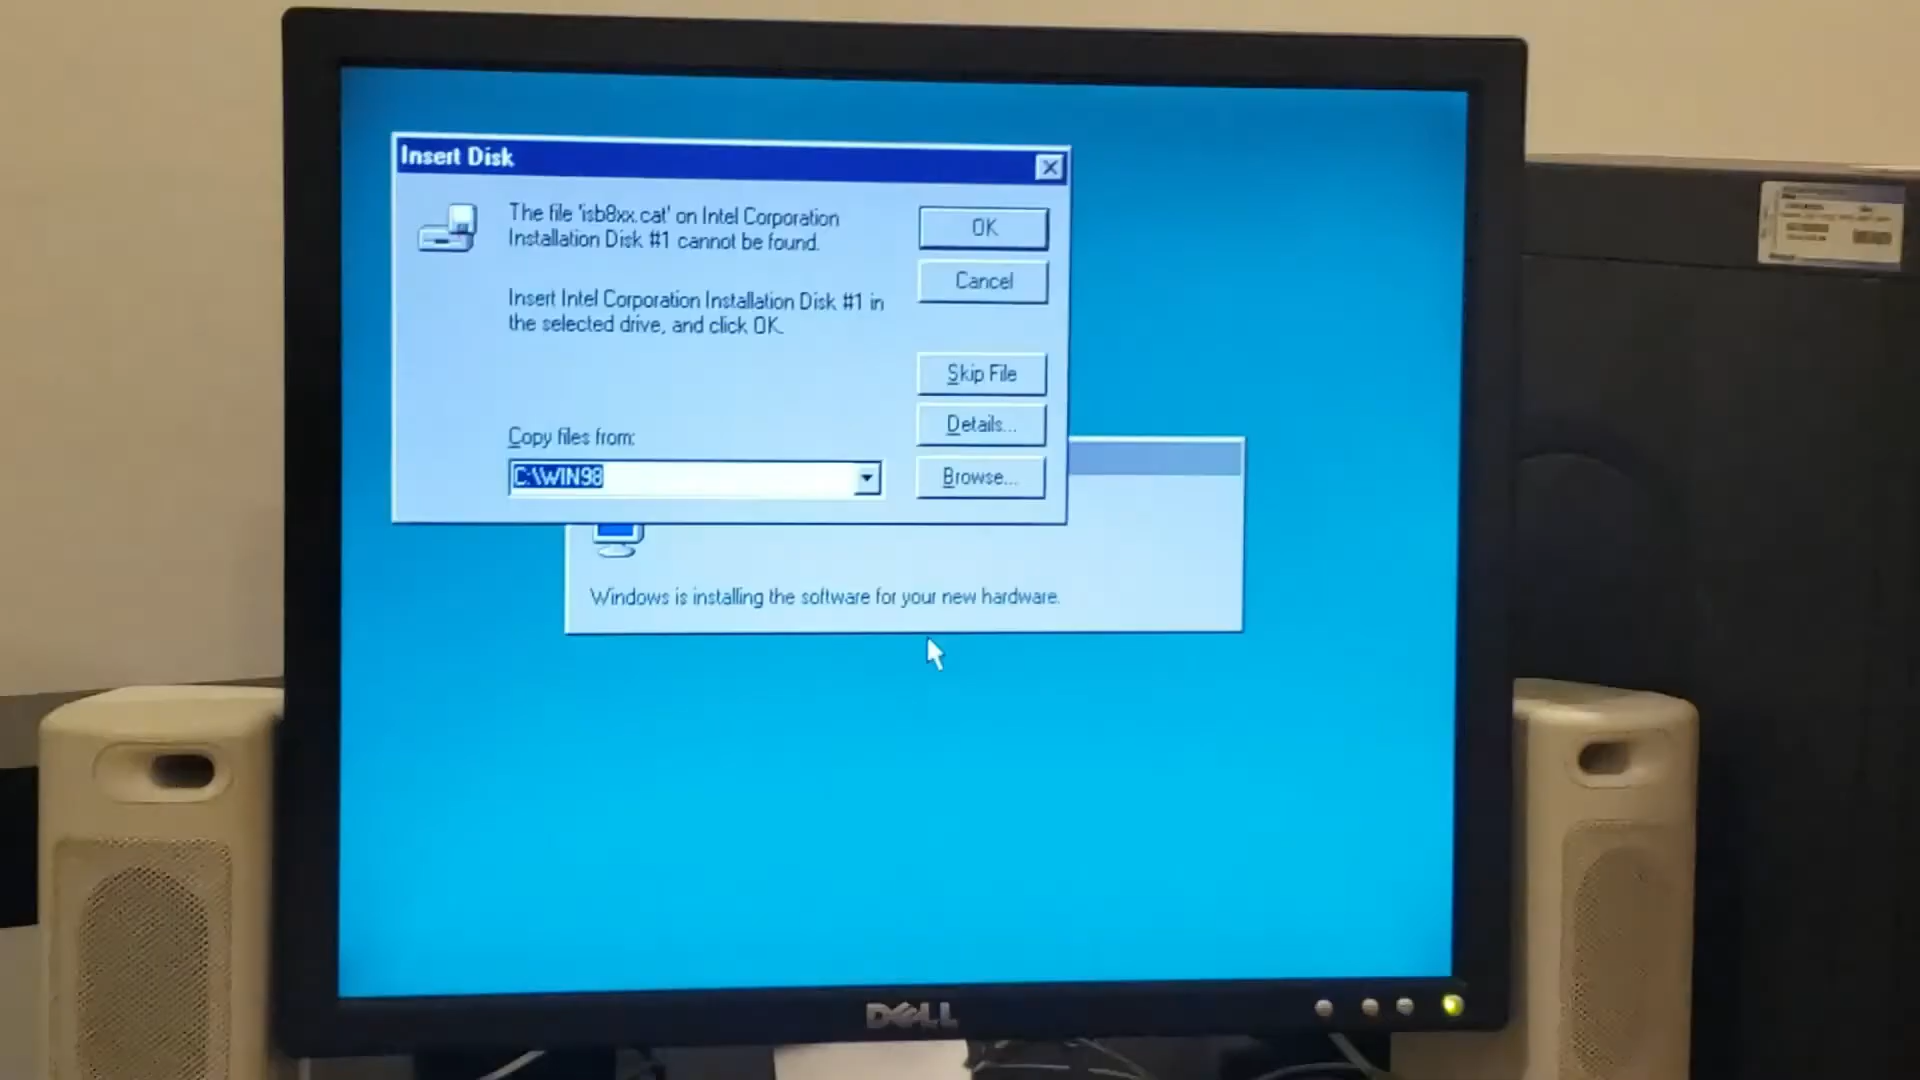 Insert Disk
The file 'isb8xx.cat' on Intel Corporation
Installation Disk #1 cannot be found.
Insert Intel Corporation Installation Disk #1 in
the selected drive, and click OK.
Copy files from:
C:\WIN98
OK
Cancel
Skip File
Details...
Browse...
Windows is installing the software for your new hardware.
DELL